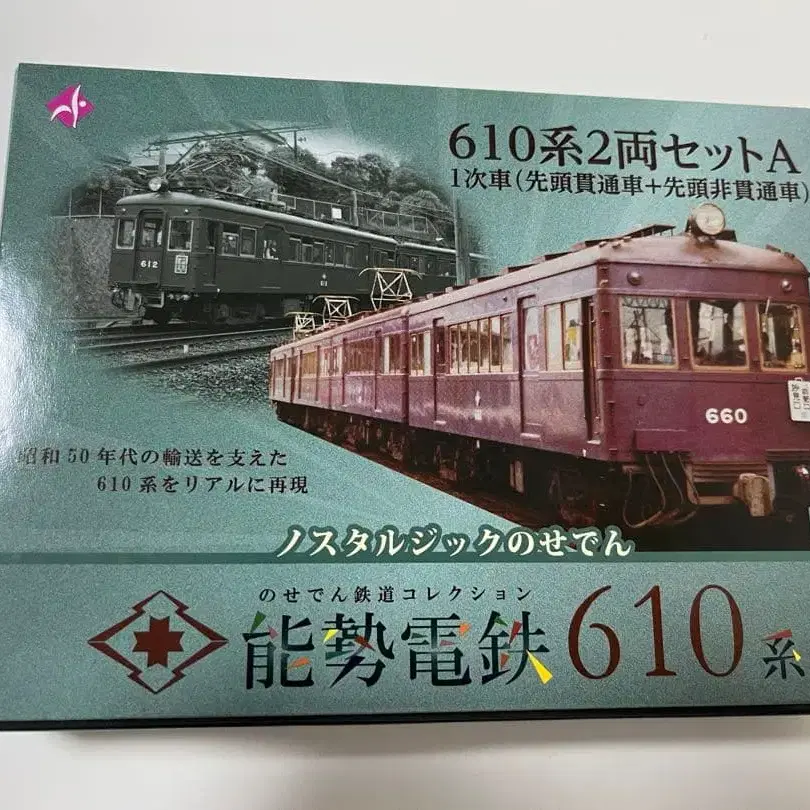 610系2両セットA
1次車(先頭貫通車+先頭非貫通車)
612
660
昭和50年代の輸送を支えた
610系をリアルに再現
ノスタルジックのせでん
のせでん鉄道コレクション
能勢電鉄610系